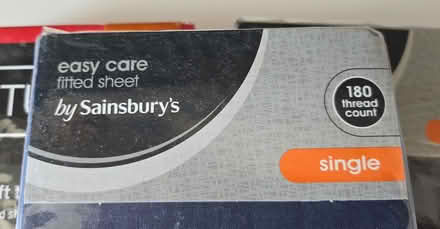 easy care
fitted sheet
by Sainsbury's
180
thread
count
single